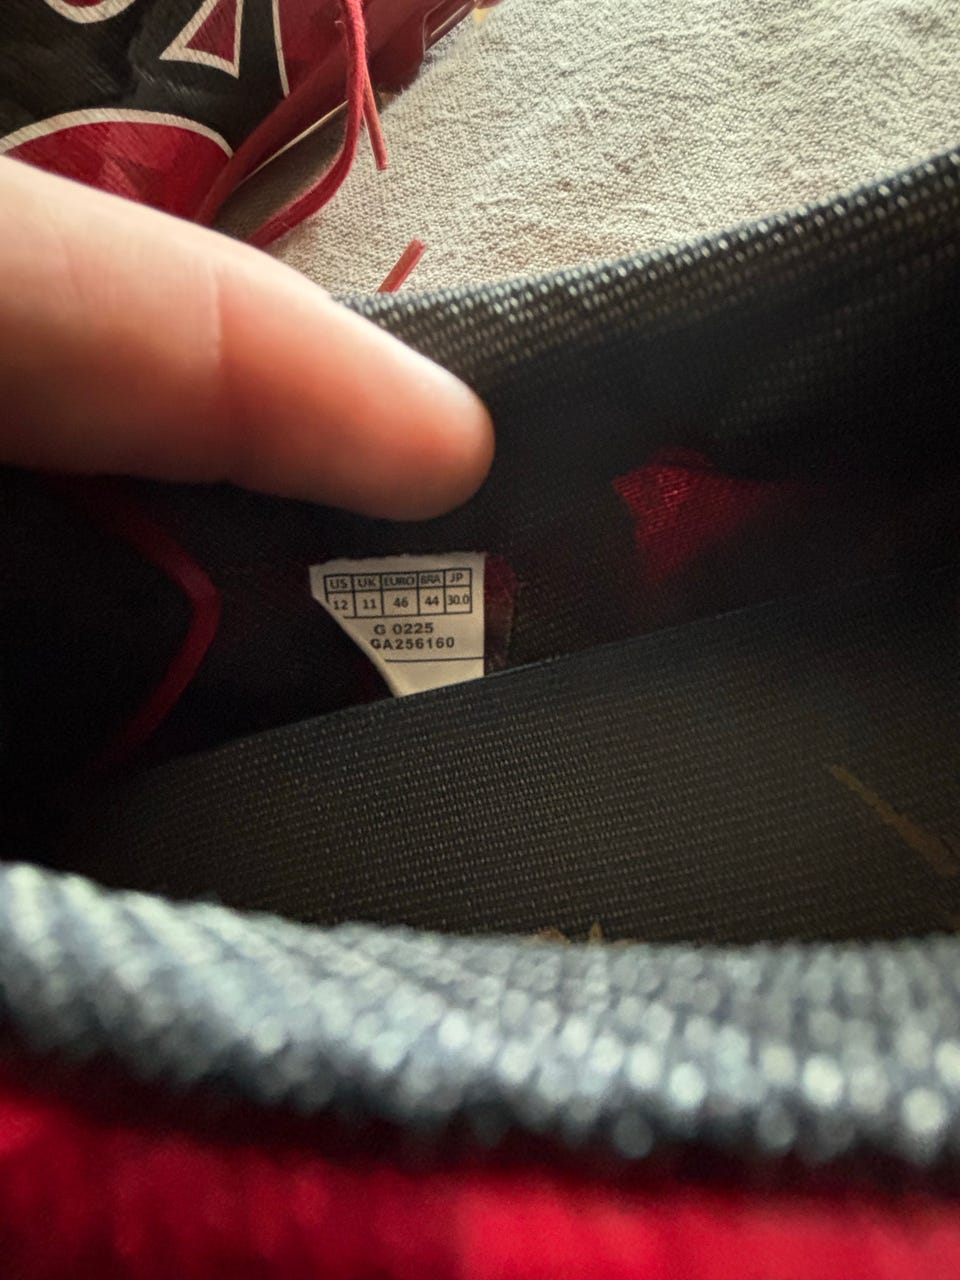 US UK EURO BRA JP
12 11 46 44 30.0
G 0225
GA256160